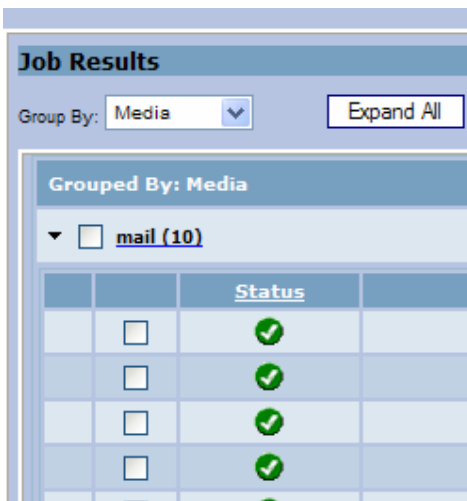 Job Results
Group By: Media Expand All
Grouped By: Media
mail (10)
Status